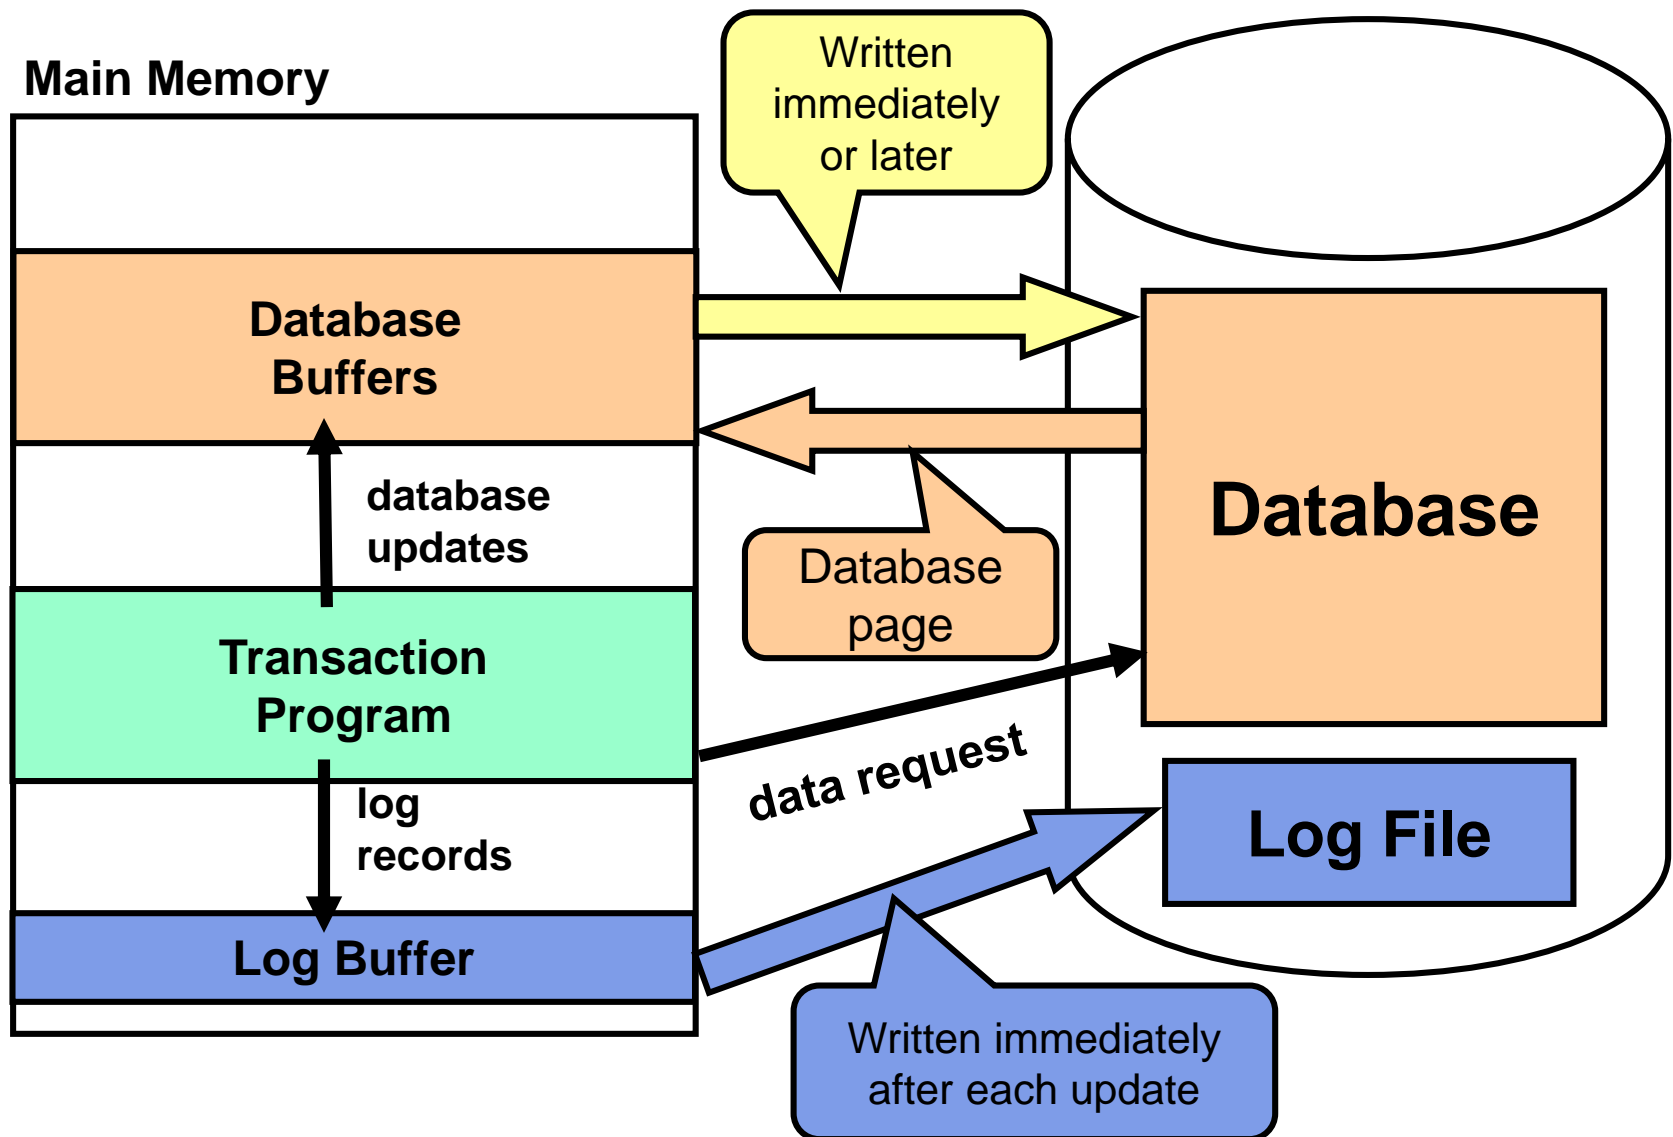 Main Memory
Written
immediately
or later
Database
Buffers
database
updates
Database
page
Database
Transaction
Program
data request
log
records
Log File
Log Buffer
Written immediately
after each update